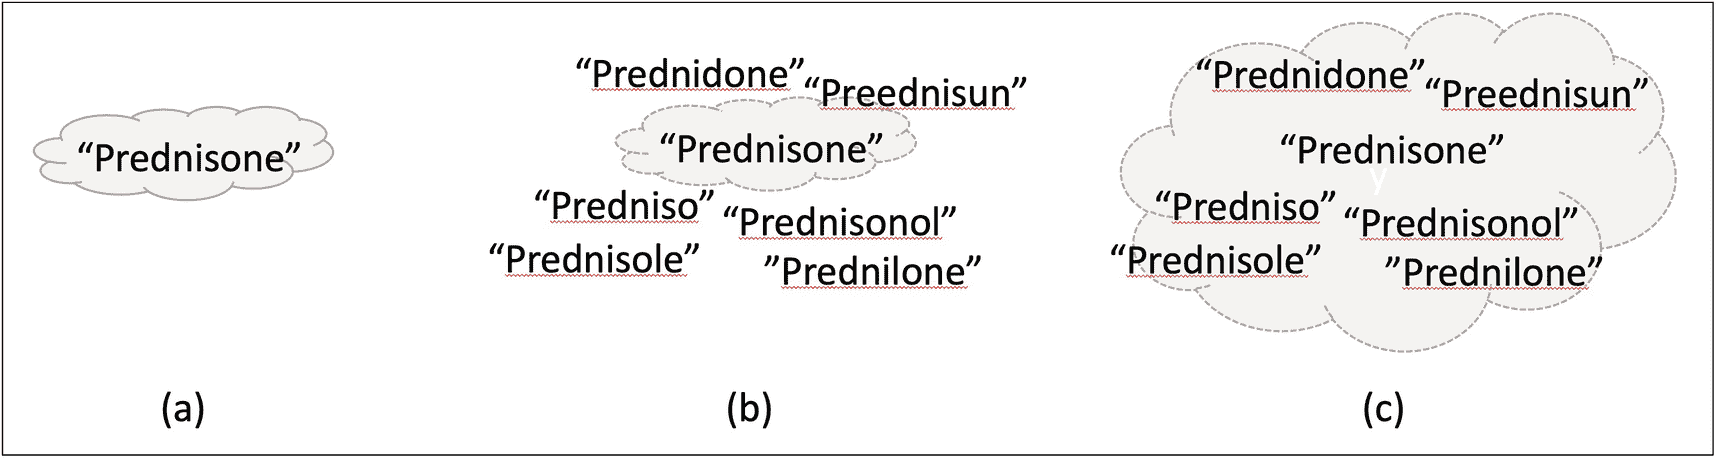 “Prednisone”
(a)
“Prednidone”
“Preednisun”
“Prednisone”
“Predniso”
“Prednisonol”
“Prednisole”
”Prednilone”
(b)
“Prednidone”
“Preednisun”
“Prednisone”
y
“Predniso”
“Prednisonol”
“Prednisole”
”Prednilone”
(c)